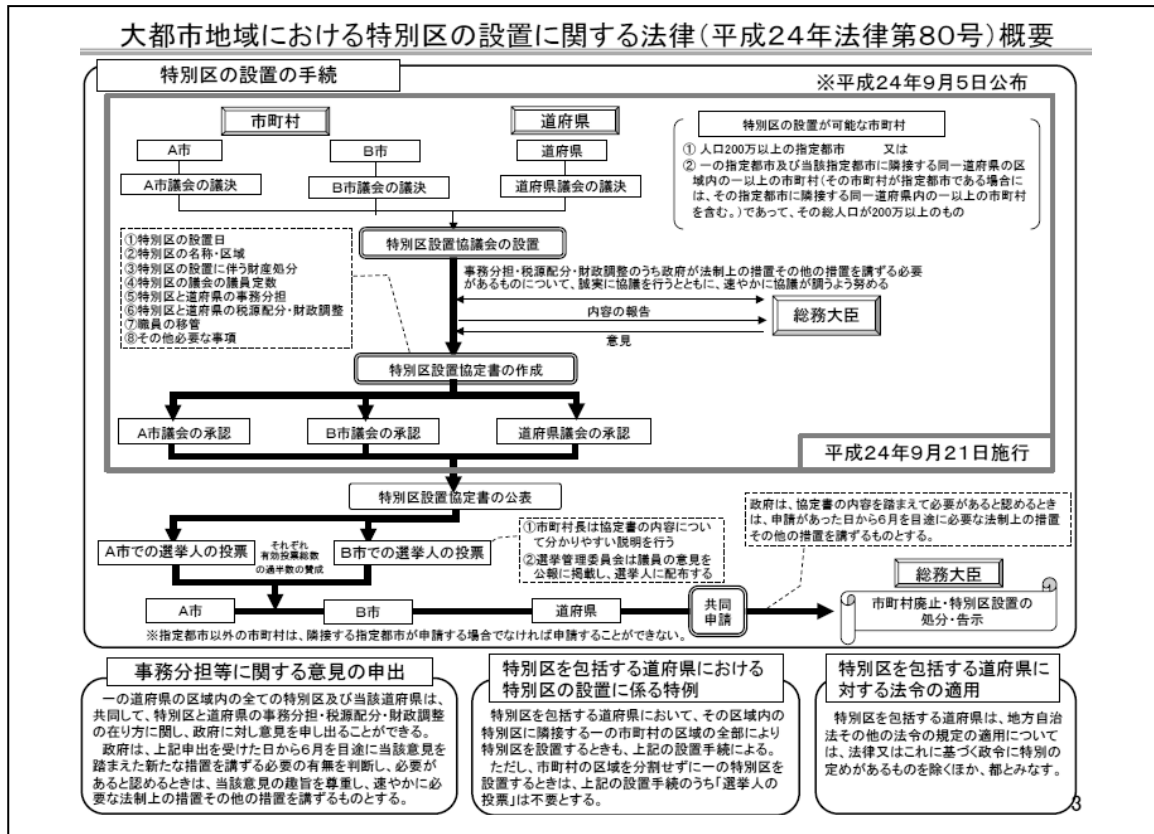 大都市地域における特別区の設置に関する法律(平成24年法律第80号)概要
特別区の設置の手続
※平成24年9月5日公布
市町村
道府県
A市
B市
道府県
A市議会の議決
B市議会の議決
道府県議会の議決
特別区の設置が可能な市町村
① 人口200万以上の指定都市 又は
② 一の指定都市及び当該指定都市に隣接する同一道府県の区
域内の一以上の市町村(その市町村が指定都市である場合に
は、その指定都市に隣接する同一道府県内の一以上の市町村
を含む。)であって、その総人口が200万以上のもの
特別区設置協議会の設置
①特別区の設置日
②特別区の名称・区域
③特別区の設置に伴う財産処分
④特別区の議会の議員定数
⑤特別区と道府県の事務分担
⑥特別区と道府県の税源配分・財政調整
⑦職員の移管
⑧その他必要な事項
事務分担・税源配分・財政調整のうち政府が法制上の措置その他の措置を講ずる必要
があるものについて、誠実に協議を行うとともに、速やかに協議が調うよう努める
内容の報告
意見
総務大臣
特別区設置協定書の作成
A市議会の承認
B市議会の承認
道府県議会の承認
平成24年9月21日施行
特別区設置協定書の公表
A市での選挙人の投票
それぞれ
有効投票総数
の過半数の賛成
B市での選挙人の投票
①市町村長は協定書の内容につい
て分かりやすい説明を行う
②選挙管理委員会は議員の意見を
公報に掲載し、選挙人に配布する
政府は、協定書の内容を踏まえて必要があると認めるとき
は、申請があった日から6月を目途に必要な法制上の措置
その他の措置を講ずるものとする。
A市
B市
道府県
共同
申請
総務大臣
市町村廃止・特別区設置の
処分・告示
※指定都市以外の市町村は、隣接する指定都市が申請する場合でなければ申請することができない。
事務分担等に関する意見の申出
一の道府県の区域内の全ての特別区及び当該道府県は、
共同して、特別区と道府県の事務分担・税源配分・財政調整
の在り方に関し、政府に対し意見を申し出ることができる。
政府は、上記申出を受けた日から6月を目途に当該意見を
踏まえた新たな措置を講ずる必要の有無を判断し、必要が
あると認めるときは、当該意見の趣旨を尊重し、速やかに必
要な法制上の措置その他の措置を講ずるものとする。
特別区を包括する道府県における
特別区の設置に係る特例
特別区を包括する道府県において、その区域内の
特別区に隣接する一の市町村の区域の全部により
特別区を設置するときも、上記の設置手続による。
ただし、市町村の区域を分割せずに一の特別区を
設置するときは、上記の設置手続のうち「選挙人の
投票」は不要とする。
特別区を包括する道府県に
対する法令の適用
特別区を包括する道府県は、地方自治
法その他の法令の規定の適用について
は、法律又はこれに基づく政令に特別の
定めがあるものを除くほか、都とみなす。
3